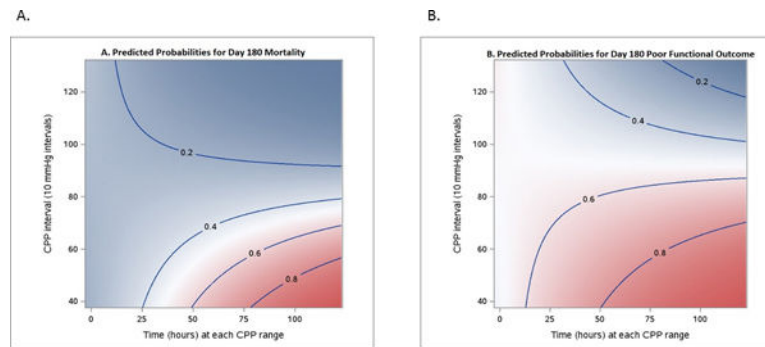 A.
A. Predicted Probabilities for Day 180 Mortality
CPP interval (10 mmHg intervals)
120
100
80
60
40
0.2
0.4
0.6
0.8
0 25 50 75 100
Time (hours) at each CPP range
B.
B. Predicted Probabilities for Day 180 Poor Functional Outcome
CPP interval (10 mmHg intervals)
120
100
80
60
40
0.2
0.4
0.6
0.8
0 25 50 75 100
Time (hours) at each CPP range